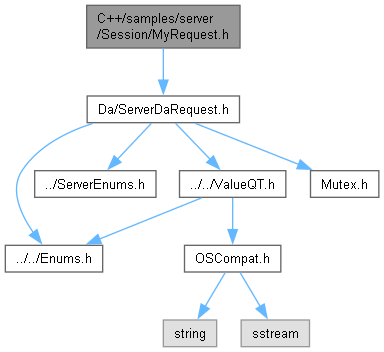 C++/samples/server
/Session/MyRequest.h
Da/ServerDaRequest.h
../ServerEnums.h
../../ValueQT.h
Mutex.h
../../Enums.h
OSCompat.h
string
sstream